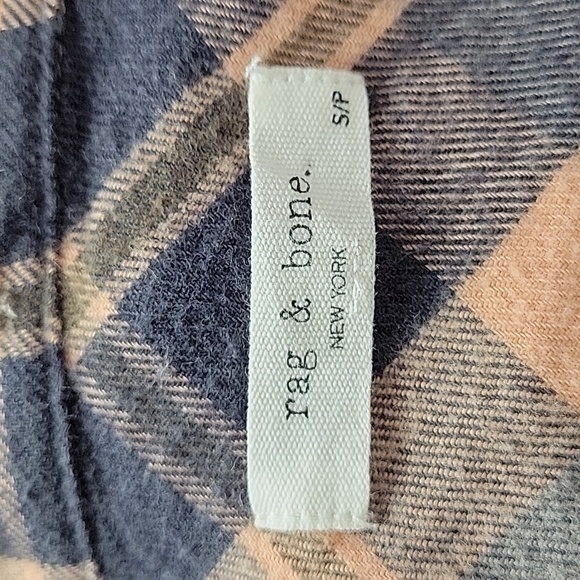 rag & bone.
NEW YORK
S/P